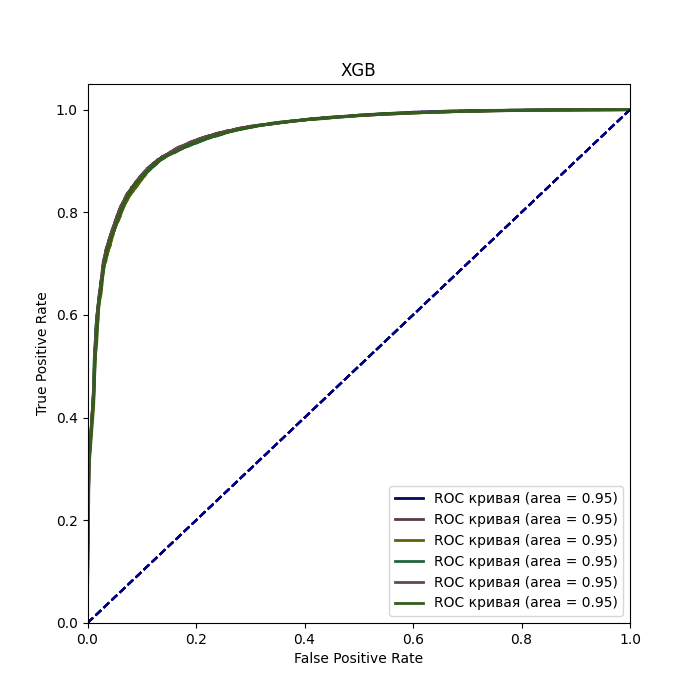 XGB
True Positive Rate
1.0
0.8
0.6
0.4
0.2
0.0
ROC кривая (area = 0.95)
ROC кривая (area = 0.95)
ROC кривая (area = 0.95)
ROC кривая (area = 0.95)
ROC кривая (area = 0.95)
ROC кривая (area = 0.95)
0.0 0.2 0.4 0.6 0.8 1.0
False Positive Rate